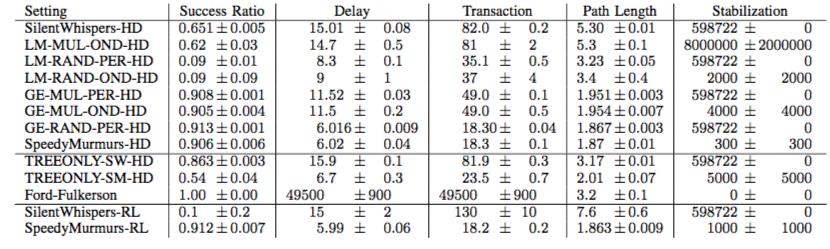 Setting Success Ratio Delay Transaction Path Length Stabilization
SilentWhispers-HD 0.651 ± 0.005 15.01 ± 0.08 82.0 ± 0.2 5.30 ± 0.01 598722 ± 0
LM-MUL-OND-HD 0.62 ± 0.03 14.7 ± 0.5 81 ± 2 5.3 ± 0.1 8000000 ± 2000000
LM-RAND-PER-HD 0.09 ± 0.01 8.3 ± 0.1 35.1 ± 0.5 3.23 ± 0.05 598722 ± 0
LM-RAND-OND-HD 0.09 ± 0.09 9 ± 1 37 ± 4 3.4 ± 0.4 2000 ± 2000
GE-MUL-PER-HD 0.908 ± 0.001 11.52 ± 0.03 49.0 ± 0.1 1.951 ± 0.003 598722 ± 0
GE-MUL-OND-HD 0.905 ± 0.004 11.5 ± 0.2 49.0 ± 0.5 1.954 ± 0.007 4000 ± 4000
GE-RAND-PER-HD 0.913 ± 0.001 6.016 ± 0.009 18.30 ± 0.04 1.867 ± 0.003 598722 ± 0
SpeedyMurmurs-HD 0.906 ± 0.006 6.02 ± 0.04 18.3 ± 0.1 1.87 ± 0.01 300 ± 300
TREEONLY-SW-HD 0.863 ± 0.003 15.9 ± 0.1 81.9 ± 0.3 3.17 ± 0.01 598722 ± 0
TREEONLY-SM-HD 0.54 ± 0.04 6.7 ± 0.3 23.5 ± 0.7 2.01 ± 0.07 5000 ± 5000
Ford-Fulkerson 1.00 ± 0.00 49500 ± 900 49500 ± 900 3.2 ± 0.1 0 ± 0
SilentWhispers-RL 0.1 ± 0.2 15 ± 2 130 ± 10 7.6 ± 0.6 598722 ± 0
SpeedyMurmurs-RL 0.912 ± 0.007 5.99 ± 0.06 18.2 ± 0.2 1.863 ± 0.009 1000 ± 1000